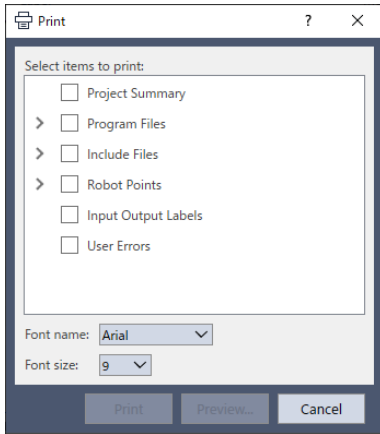 Print
Select items to print:
Project Summary
Program Files
Include Files
Robot Points
Input Output Labels
User Errors
Font name: Arial
Font size: 9
Print Preview... Cancel